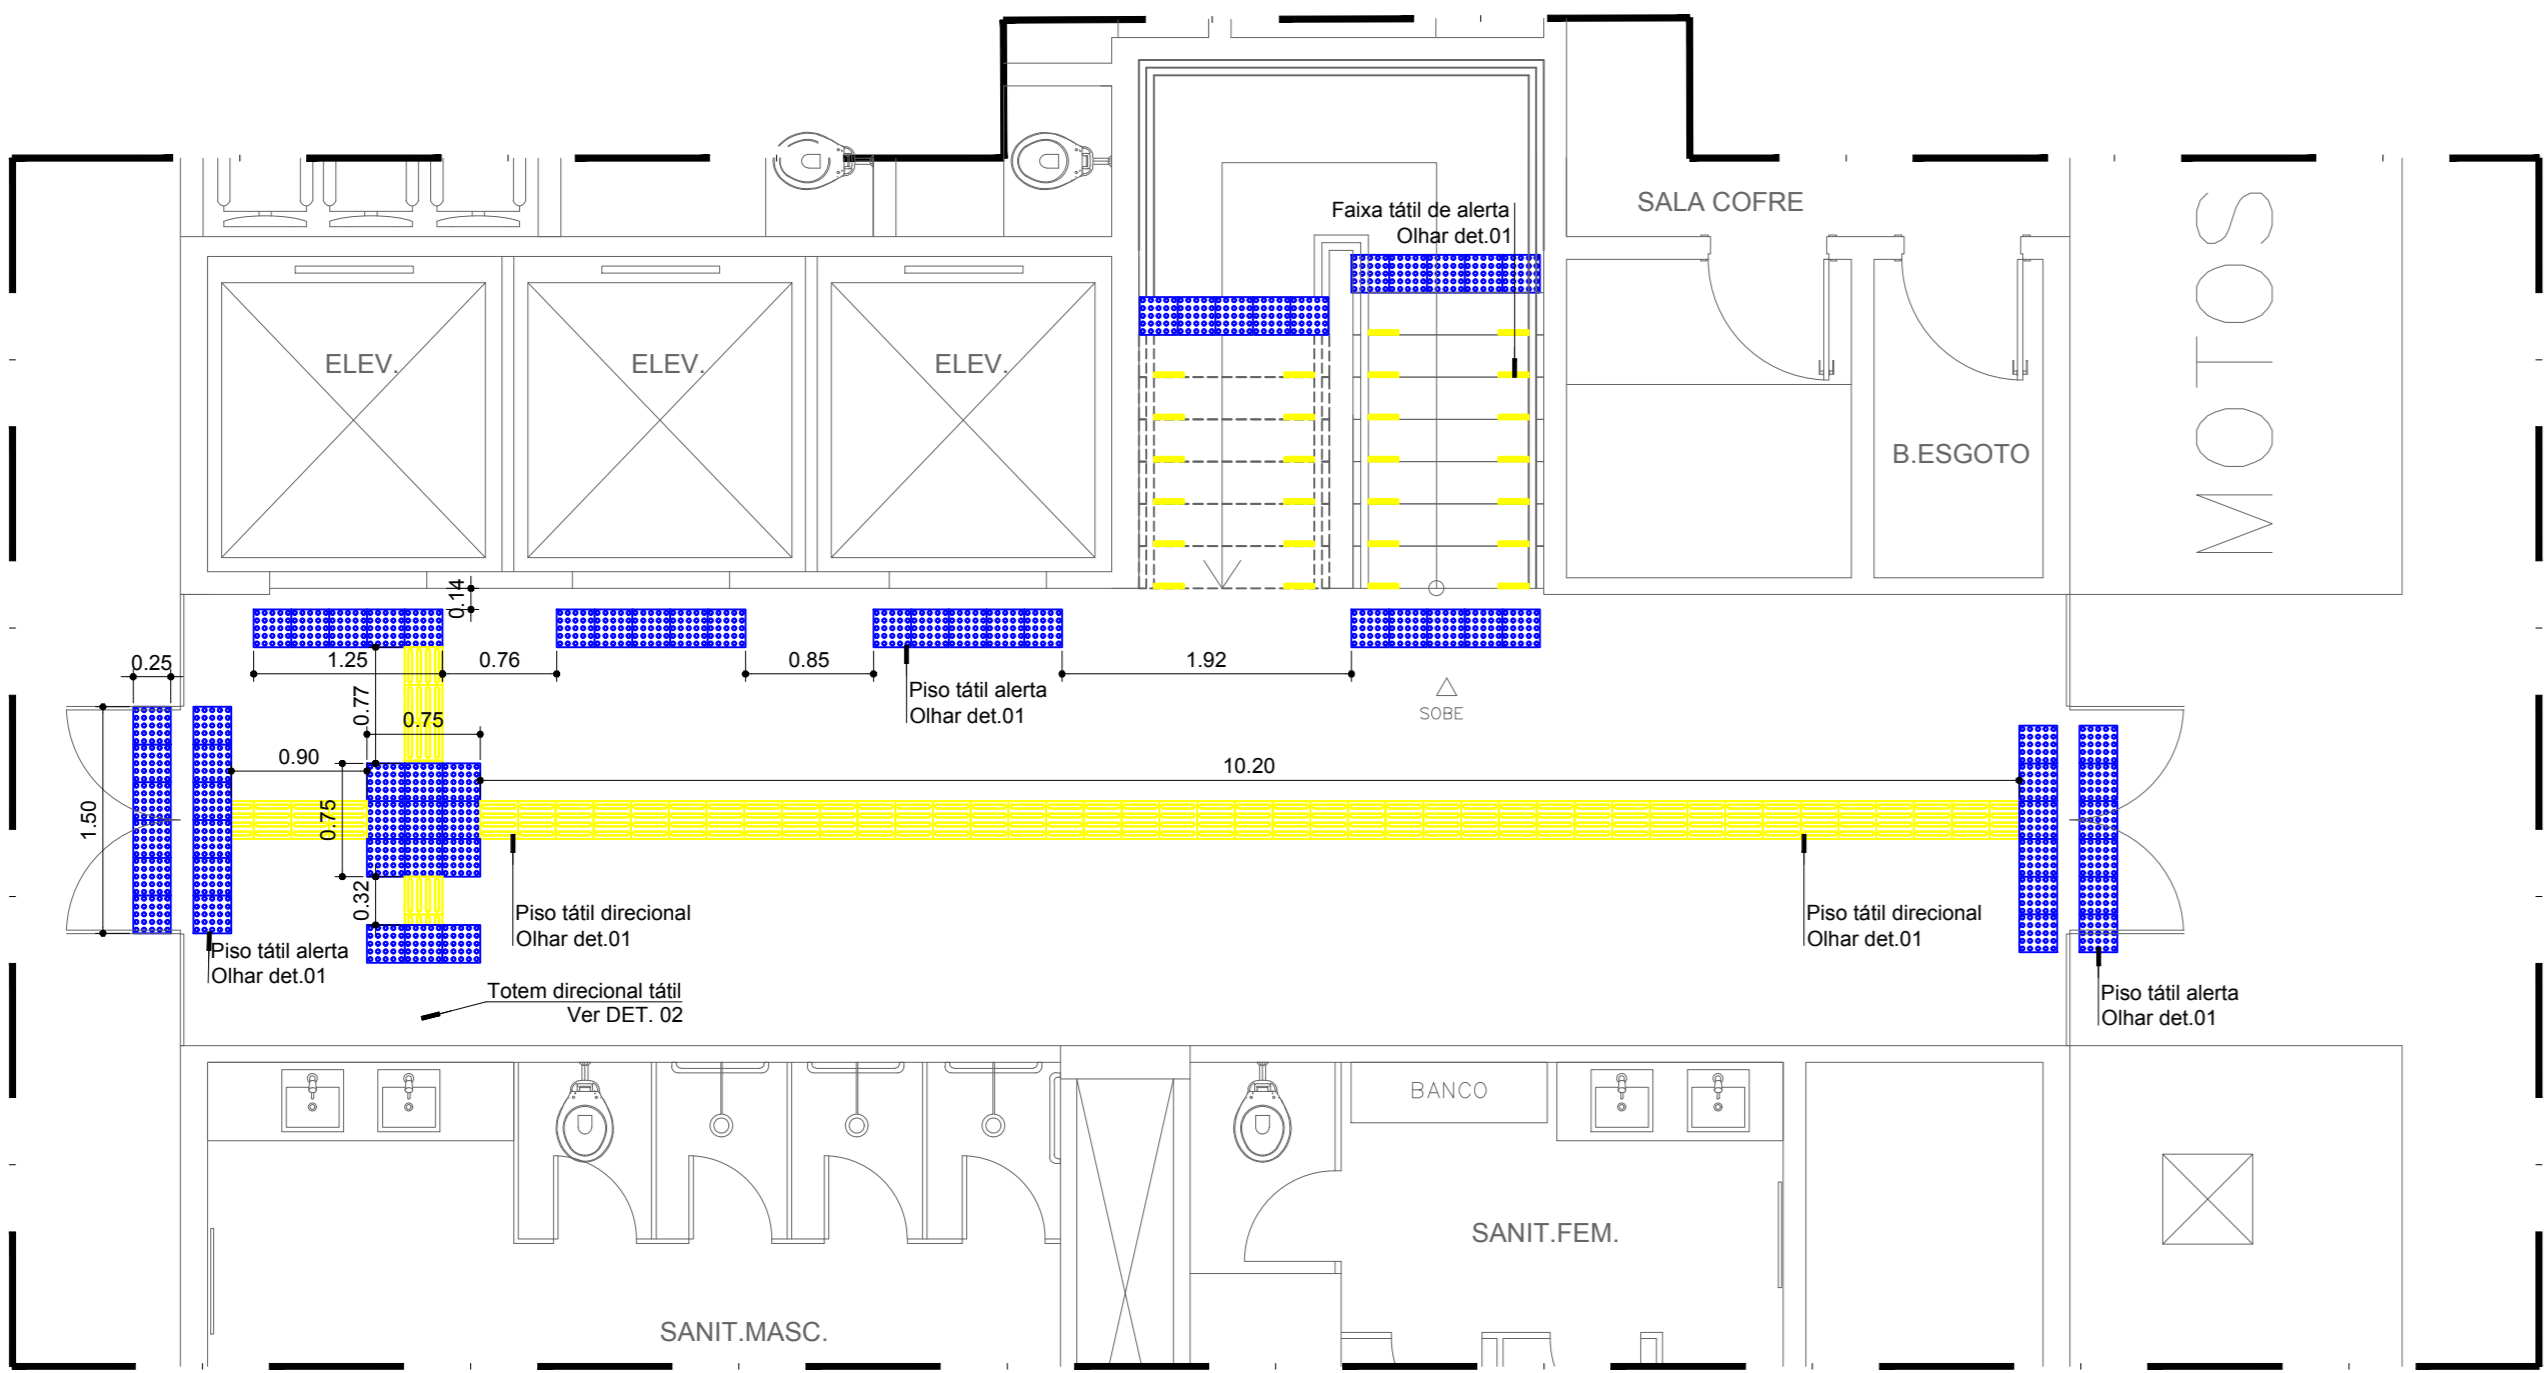 SALA COFRE
MOTOS
Faixa tátil de alerta
Olhar det.01
ELEV.
ELEV.
ELEV.
B.ESGOTO
0.14
0.25
1.25
0.76
0.85
1.92
Piso tátil alerta
Olhar det.01
SOBE
0.77
0.75
0.90
10.20
1.50
0.75
0.32
Piso tátil direcional
Olhar det.01
Piso tátil direcional
Olhar det.01
Piso tátil alerta
Olhar det.01
Totem direcional tátil
Ver DET. 02
Piso tátil alerta
Olhar det.01
BANCO
SANIT.FEM.
SANIT.MASC.